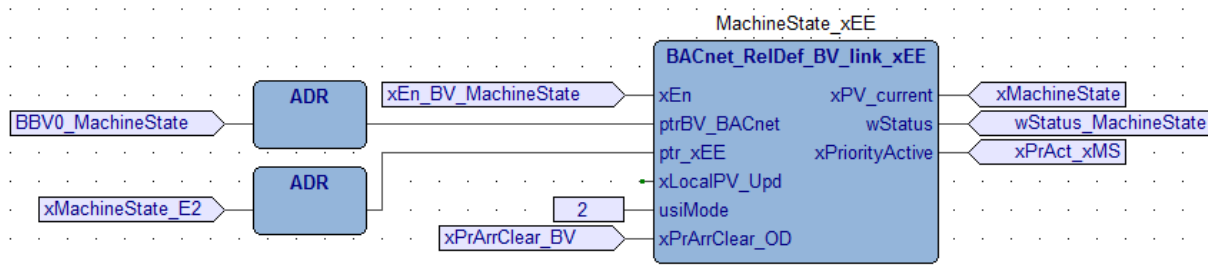 MachineState_xEE
BACnet_RelDef_BV_link_xEE
ADR
xEn_BV_MachineState
xEn
xPV_current
xMachineState
BBV0_MachineState
ptrBV_BACnet
wStatus
wStatus_MachineState
ptr_xEE
xPriorityActive
xPrAct_xMS
ADR
xLocalPV_Upd
xMachineState_E2
2
usiMode
xPrArrClear_BV
xPrArrClear_OD